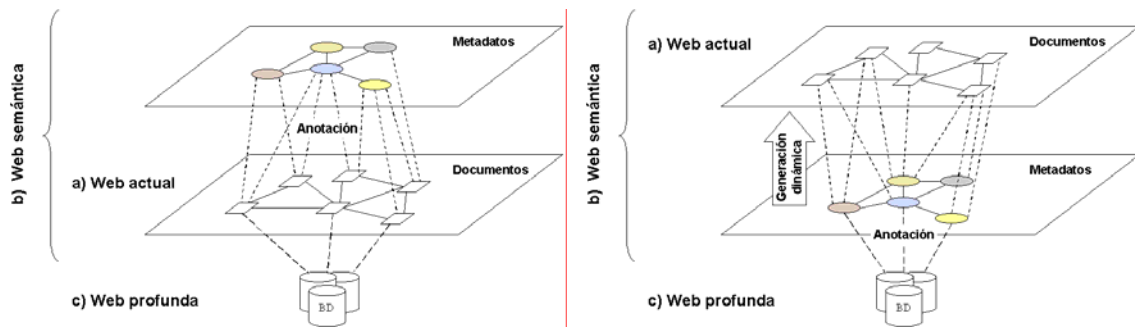 b) Web semántica
Metadatos
Anotación
Documentos
a) Web actual
c) Web profunda
BD
b) Web semántica
a) Web actual
Documentos
Generación
dinámica
Metadatos
Anotación
c) Web profunda
BD